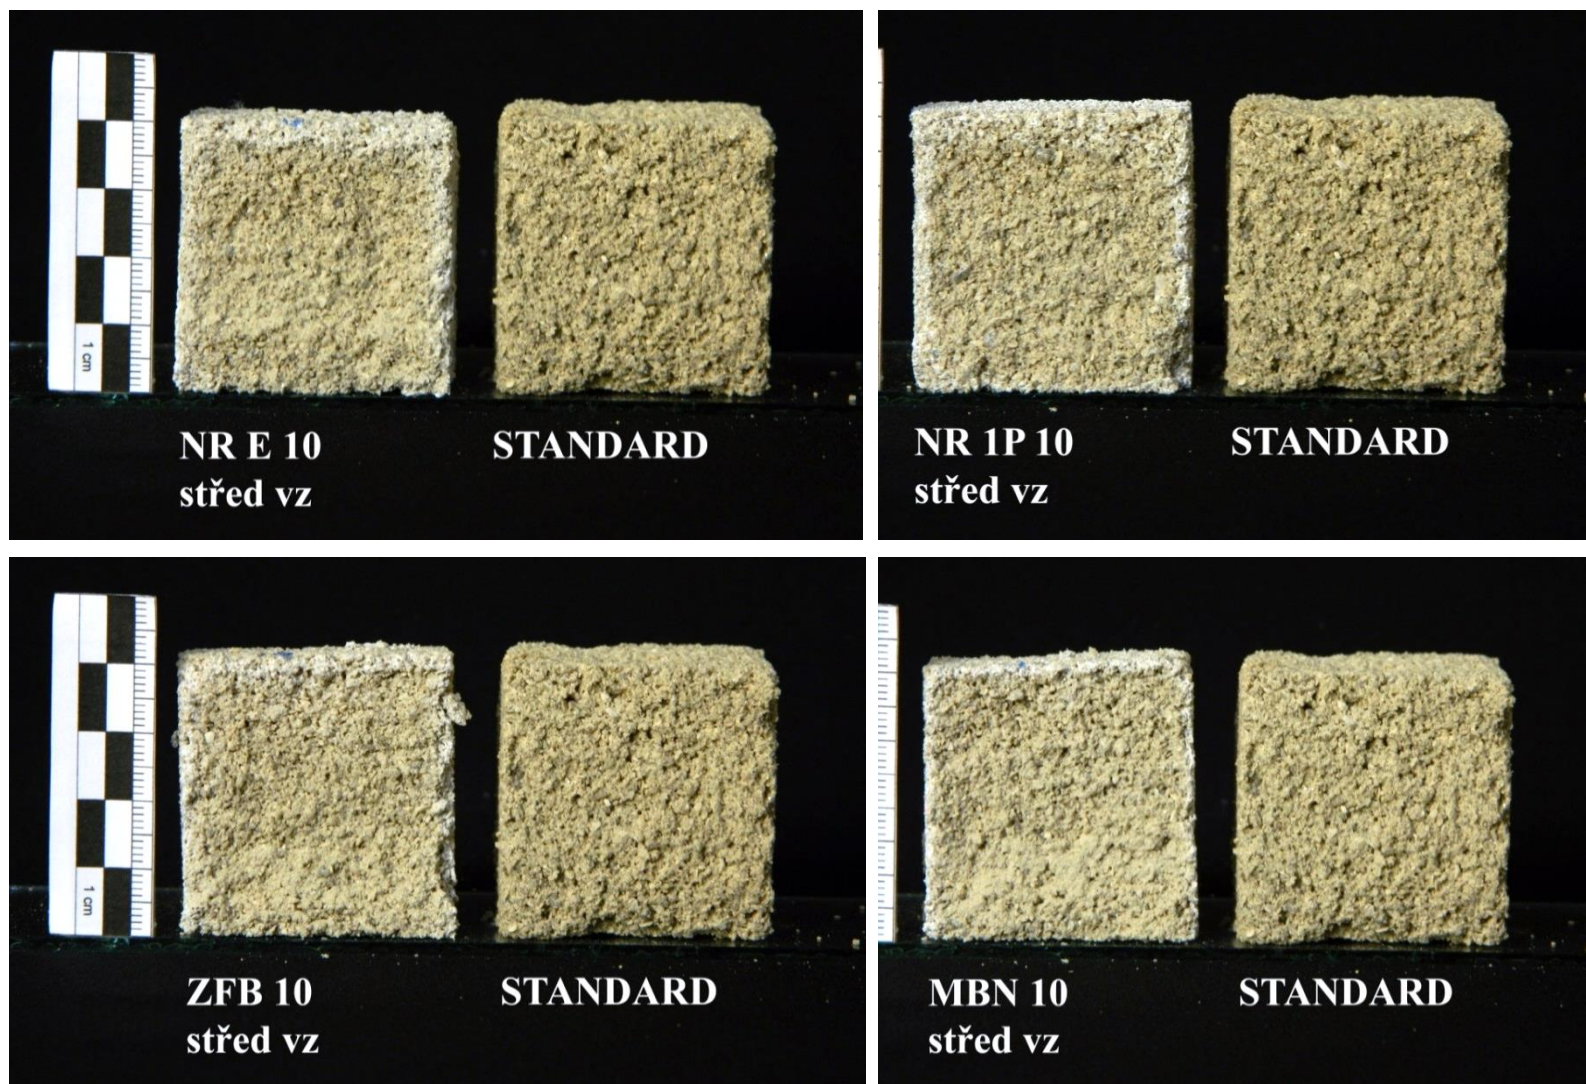 1 cm
NR E 10
střed vz
STANDARD
NR 1P 10
střed vz
STANDARD
1 cm
ZFB 10
střed vz
STANDARD
MBN 10
střed vz
STANDARD